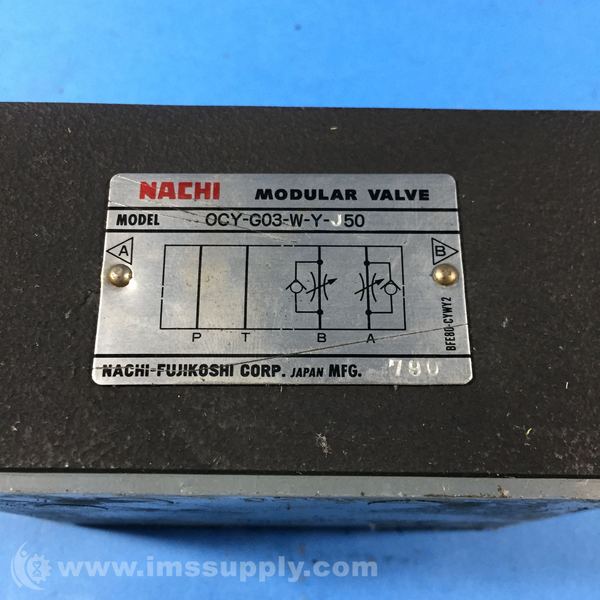 NACHI MODULAR VALVE
MODEL OCY-G03-W-Y-J50
A B
P T B A
BFE80-CYWY2
NACHI-FUJIKOSHI CORP. JAPAN MFG. 790
www.imssupply.com